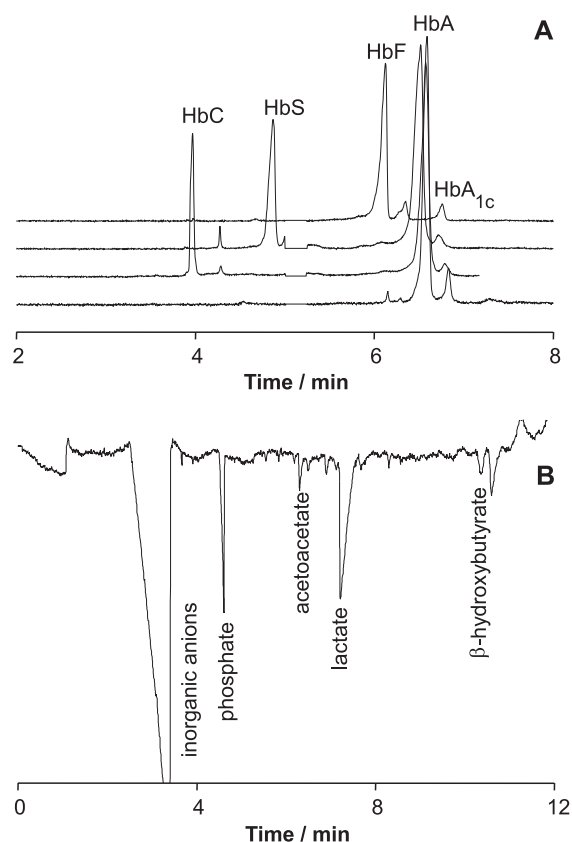 A
HbA
HbF
HbC
HbS
HbA1c
2 4 6 8
Time / min
B
inorganic anions
phosphate
acetoacetate
lactate
β-hydroxybutyrate
0 4 8 12
Time / min